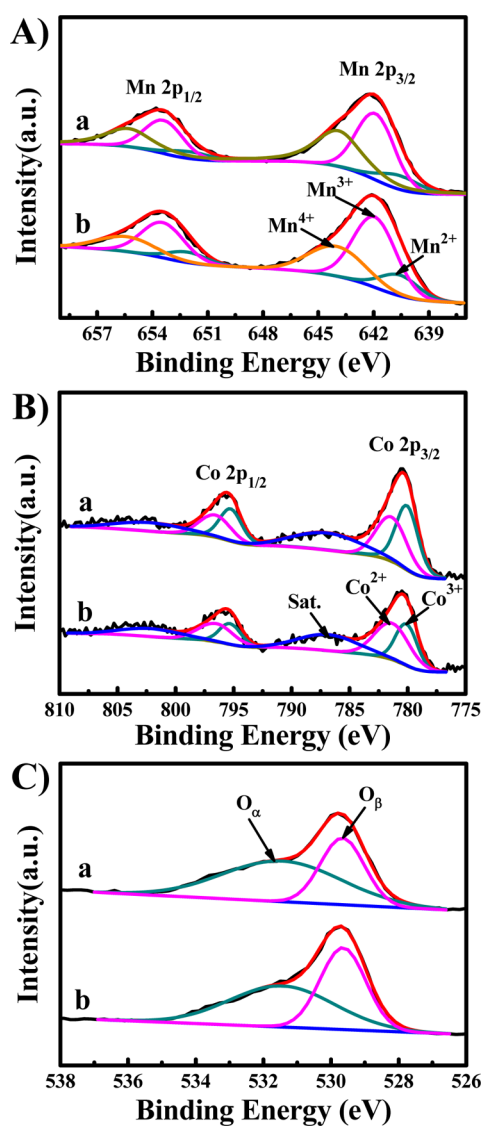 A)
Mn 2p1/2
Mn 2p3/2
a
b
Mn3+
Mn4+
Mn2+
Intensity(a.u.)
657 654 651 648 645 642 639
Binding Energy (eV)
B)
Co 2p3/2
Co 2p1/2
a
b
Sat.
Co2+
Co3+
Intensity(a.u.)
810 805 800 795 790 785 780 775
Binding Energy (eV)
C)
Oα
Oβ
a
b
Intensity(a.u.)
538 536 534 532 530 528 526
Binding Energy (eV)